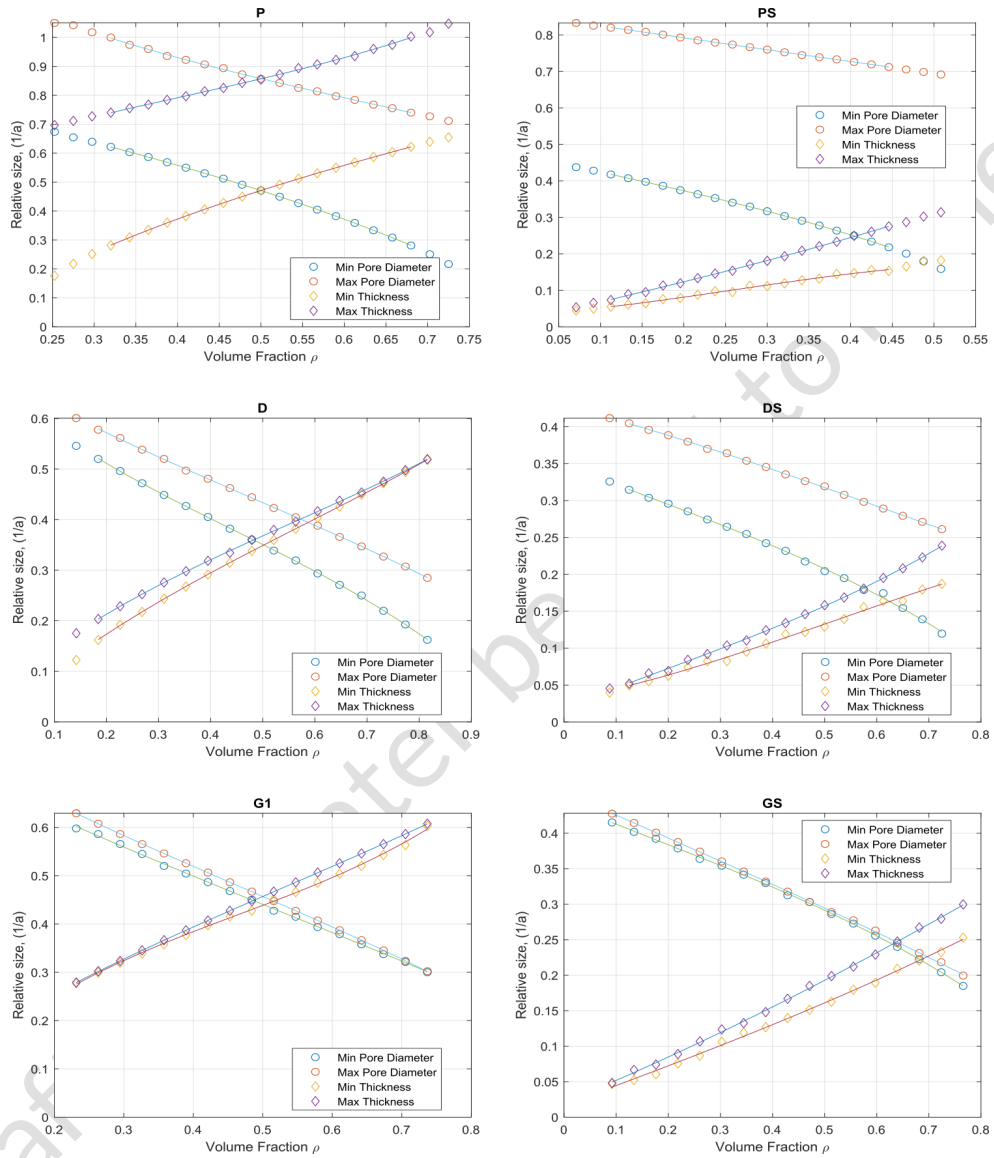 P
Relative size, (1/a)
1
0.9
0.8
0.7
0.6
0.5
0.4
0.3
0.2
0.1
0
Min Pore Diameter
Max Pore Diameter
Min Thickness
Max Thickness
0.25 0.3 0.35 0.4 0.45 0.5 0.55 0.6 0.65 0.7 0.75
Volume Fraction ρ
PS
Relative size, (1/a)
0.8
0.7
0.6
0.5
0.4
0.3
0.2
0.1
0
Min Pore Diameter
Max Pore Diameter
Min Thickness
Max Thickness
0.05 0.1 0.15 0.2 0.25 0.3 0.35 0.4 0.45 0.5 0.55
Volume Fraction ρ
D
Relative size, (1/a)
0.6
0.5
0.4
0.3
0.2
0.1
0
Min Pore Diameter
Max Pore Diameter
Min Thickness
Max Thickness
0.1 0.2 0.3 0.4 0.5 0.6 0.7 0.8 0.9
Volume Fraction ρ
DS
Relative size, (1/a)
0.4
0.35
0.3
0.25
0.2
0.15
0.1
0.05
0
Min Pore Diameter
Max Pore Diameter
Min Thickness
Max Thickness
0 0.1 0.2 0.3 0.4 0.5 0.6 0.7 0.8
Volume Fraction ρ
G1
Relative size, (1/a)
0.6
0.5
0.4
0.3
0.2
0.1
0
Min Pore Diameter
Max Pore Diameter
Min Thickness
Max Thickness
0.2 0.3 0.4 0.5 0.6 0.7 0.8
Volume Fraction ρ
GS
Relative size, (1/a)
0.4
0.35
0.3
0.25
0.2
0.15
0.1
0.05
0
Min Pore Diameter
Max Pore Diameter
Min Thickness
Max Thickness
0 0.1 0.2 0.3 0.4 0.5 0.6 0.7 0.8
Volume Fraction ρ